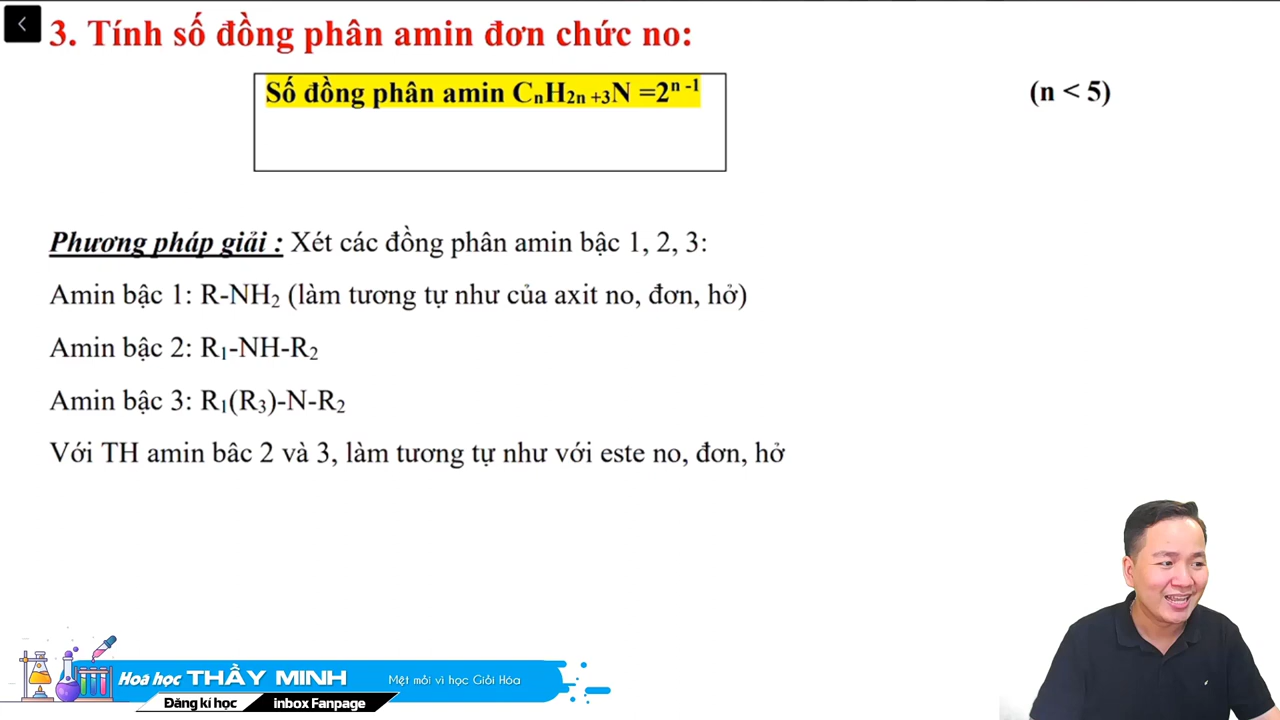 3. Tính số đồng phân amin đơn chức no:
Số đồng phân amin CₙH₂ₙ ₊₃N =2ⁿ ⁻¹ (n < 5)
Phương pháp giải : Xét các đồng phân amin bậc 1, 2, 3:
Amin bậc 1: R-NH₂ (làm tương tự như của axit no, đơn, hở)
Amin bậc 2: R₁-NH-R₂
Amin bậc 3: R₁(R₃)-N-R₂
Với TH amin bâc 2 và 3, làm tương tự như với este no, đơn, hở
Hoá học THẦY MINH Mệt mỏi vì học Giỏi Hóa
Đăng kí học inbox Fanpage